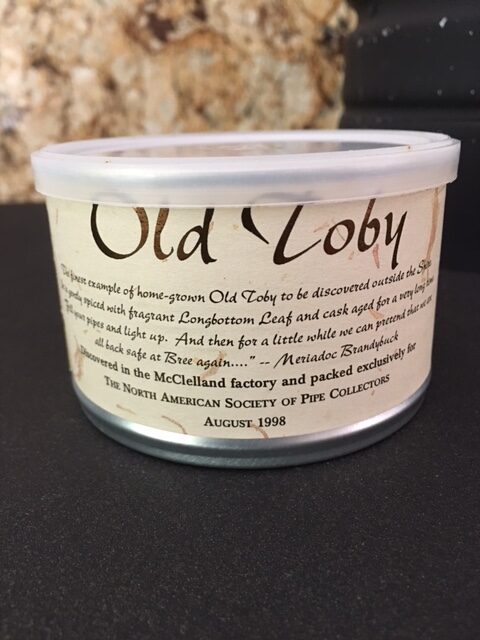 Old Toby
finest example of home-grown Old Toby to be discovered outside the Shire.
is gently spiced with fragrant Longbottom Leaf and cask aged for a very long
your pipes and light up. And then for a little while we can pretend that we are
all back safe at Bree again...." -- Meriadoc Brandybuck
Discovered in the McClelland factory and packed exclusively for
THE NORTH AMERICAN SOCIETY OF PIPE COLLECTORS
AUGUST 1998